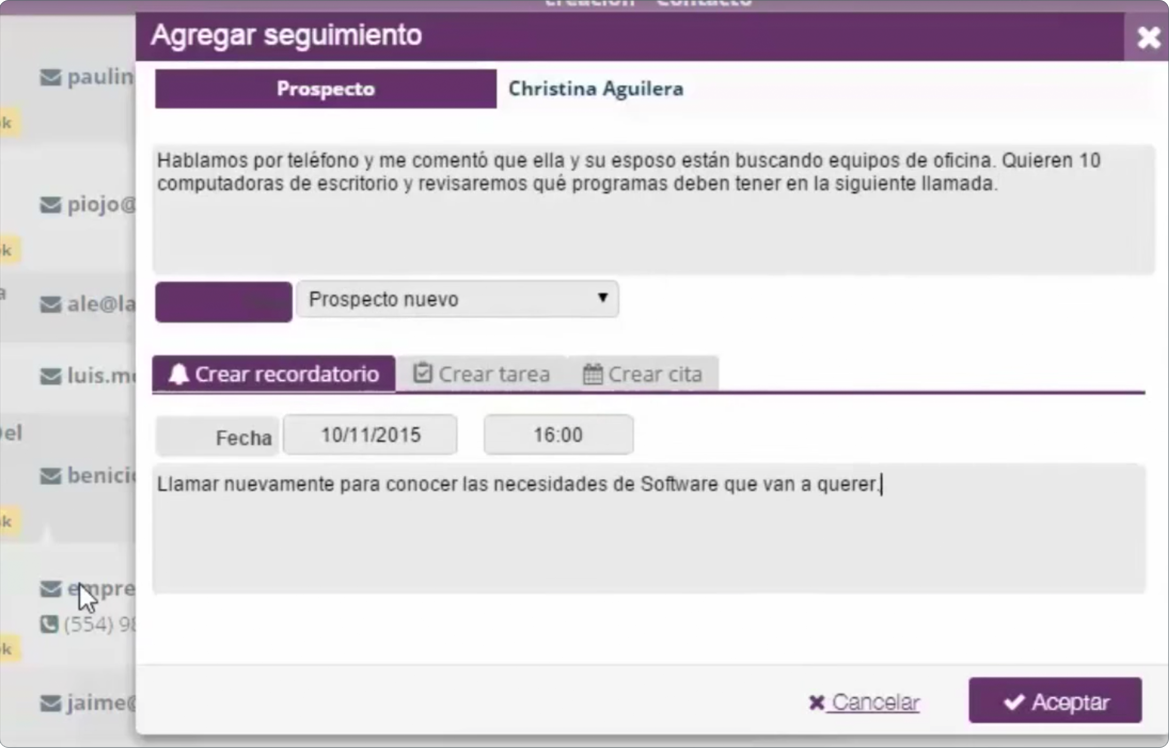 creación Contacto
Agregar seguimiento
Prospecto Christina Aguilera
Hablamos por teléfono y me comentó que ella y su esposo están buscando equipos de oficina. Quieren 10
computadoras de escritorio y revisaremos qué programas deben tener en la siguiente llamada.
Prospecto nuevo
Crear recordatorio Crear tarea Crear cita
Fecha 10/11/2015 16:00
Llamar nuevamente para conocer las necesidades de Software que van a querer.
Cancelar Aceptar
paulin
k
piojo@
k
a
ale@la
luis.m
el
benici
k
empre
(554) 98
k
jaime@